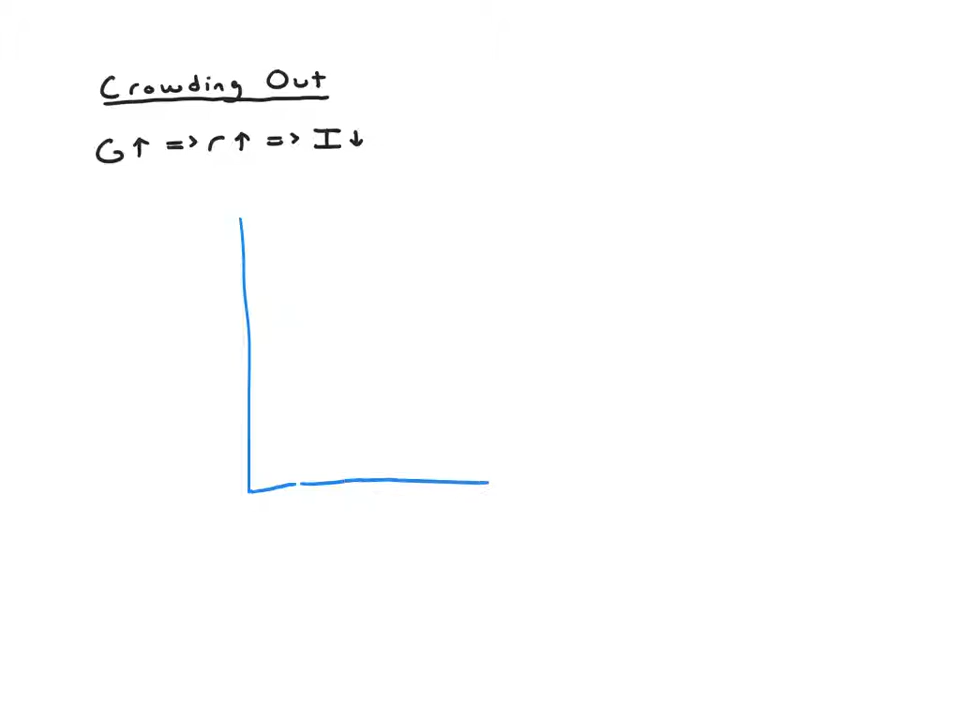 Crowding Out
G↑ => r↑ => I↓